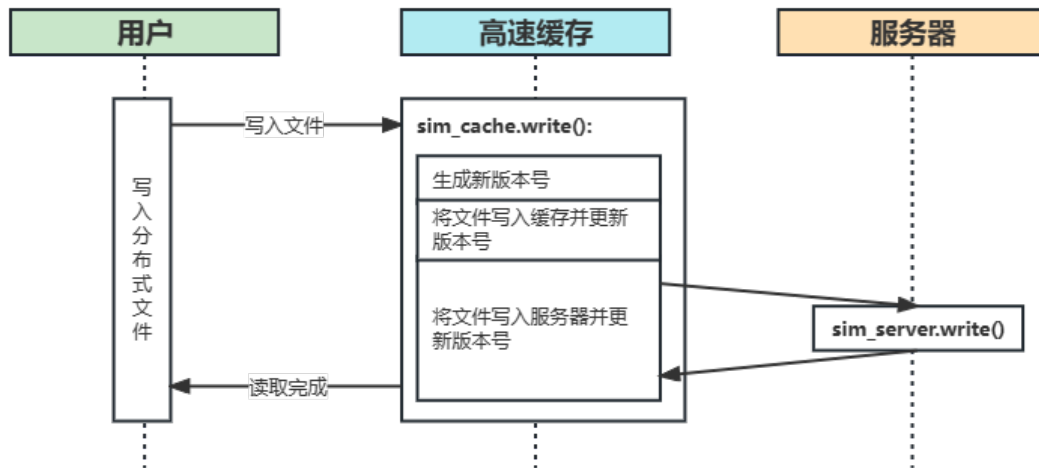 用户
高速缓存
服务器
写入文件
sim_cache.write():
生成新版本号
将文件写入缓存并更新
版本号
写入分布式文件
将文件写入服务器并更
新版本号
sim_server.write()
读取完成